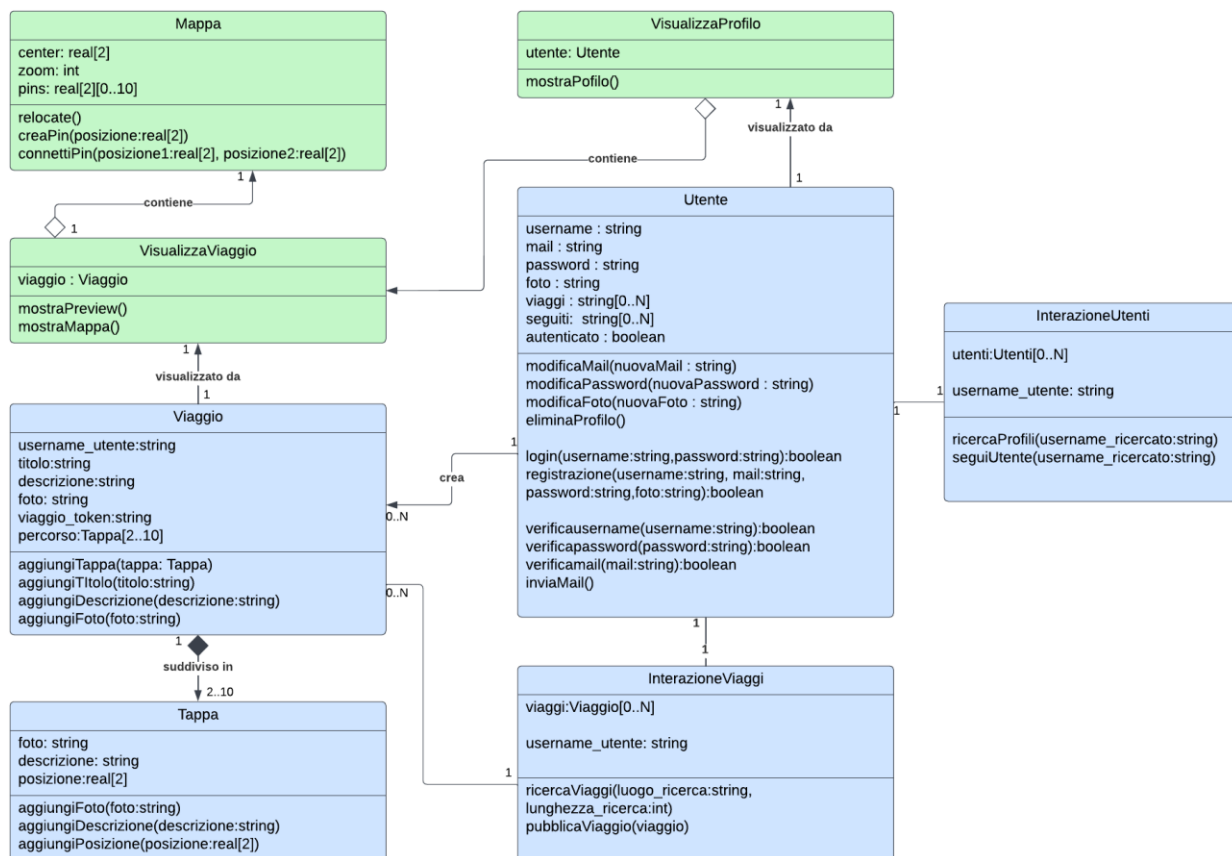 Mappa
center: real[2]
zoom: int
pins: real[2][0..10]
relocate()
creaPin(posizione:real[2])
connettiPin(posizione1:real[2], posizione2:real[2])
1
contiene
1
VisualizzaViaggio
viaggio : Viaggio
mostraPreview()
mostraMappa()
1
visualizzato da
1
Viaggio
username_utente:string
titolo:string
descrizione:string
foto: string
viaggio_token:string
percorso:Tappa[2..10]
aggiungiTappa(tappa: Tappa)
aggiungiTItolo(titolo:string)
aggiungiDescrizione(descrizione:string)
aggiungiFoto(foto:string)
1
suddiviso in
2..10
Tappa
foto: string
descrizione: string
posizione:real[2]
aggiungiFoto(foto:string)
aggiungiDescrizione(descrizione:string)
aggiungiPosizione(posizione:real[2])
VisualizzaProfilo
utente: Utente
mostraPofilo()
1
visualizzato da
contiene
1
Utente
username : string
mail : string
password : string
foto : string
viaggi : string[0..N]
seguiti: string[0..N]
autenticato : boolean
modificaMail(nuovaMail : string)
modificaPassword(nuovaPassword : string)
modificaFoto(nuovaFoto : string)
eliminaProfilo()
login(username:string,password:string):boolean
registrazione(username:string, mail:string,
password:string,foto:string):boolean
verificausername(username:string):boolean
verificapassword(password:string):boolean
verificamail(mail:string):boolean
inviaMail()
1
crea
0..N
0..N
1
1
1
1
1
InterazioneViaggi
viaggi:Viaggio[0..N]
username_utente: string
ricercaViaggi(luogo_ricerca:string,
lunghezza_ricerca:int)
pubblicaViaggio(viaggio)
InterazioneUtenti
utenti:Utenti[0..N]
username_utente: string
ricercaProfili(username_ricercato:string)
seguiUtente(username_ricercato:string)